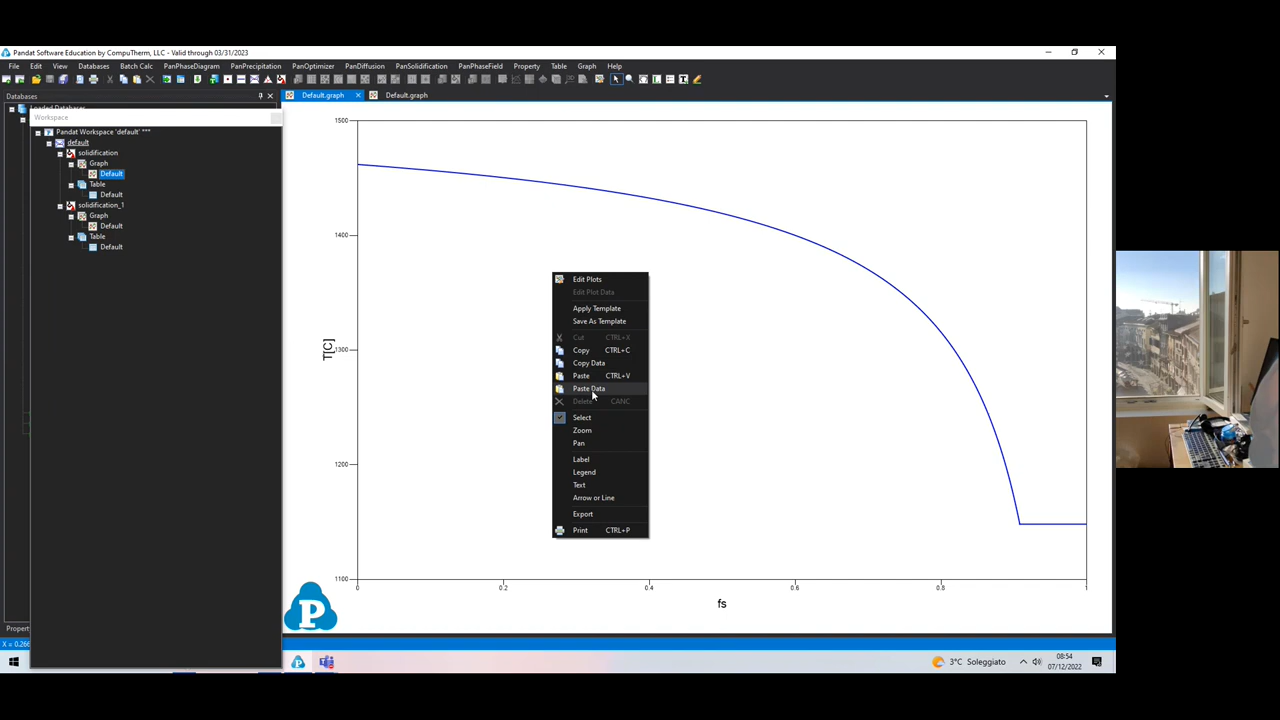 Pandat Software Education by CompuTherm, LLC - Valid through 03/31/2023
File Edit View Databases Batch Calc PanPhaseDiagram PanPrecipitation PanOptimizer PanDiffusion PanSolidification PanPhaseField Property Table Graph Help
Databases
Default.graph
Default.graph
Loaded Databases
Workspace
Pandat Workspace 'default' ***
default
solidification
Graph
Default
Table
Default
solidification_1
Graph
Default
Table
Default
Propert
X = 0.266
1500
1400
1300
1200
1100
T[C]
0 0.2 0.4 0.6 0.8 1
fs
Edit Plots
Edit Plot Data
Apply Template
Save As Template
Cut CTRL+X
Copy CTRL+C
Copy Data
Paste CTRL+V
Paste Data
Delete CANC
Select
Zoom
Pan
Label
Legend
Text
Arrow or Line
Export
Print CTRL+P
P
3°C Soleggiato
08:54
07/12/2022